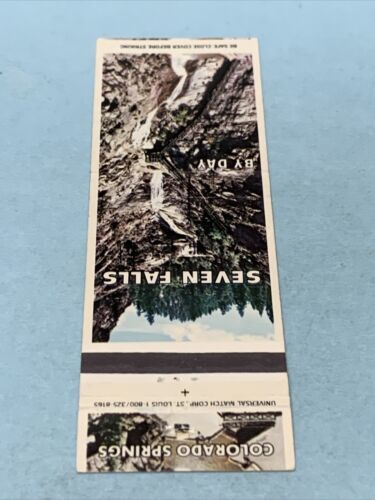 COLORADO SPRINGS
UNIVERSAL MATCH CORP., ST. LOUIS 1-800/325-8165
SEVEN FALLS
BY DAY
BE SAFE. CLOSE COVER BEFORE STRIKING